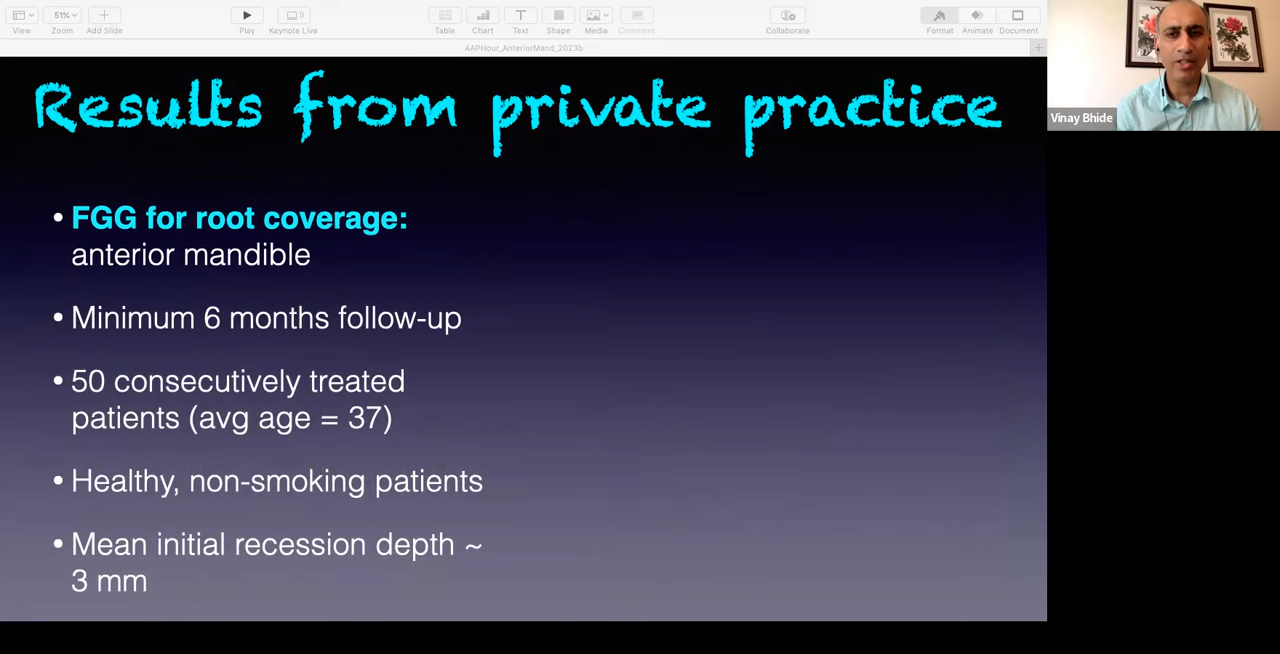 View
51%
Zoom
Add Slide
Play
Keynote Live
Table
Chart
Text
Shape
Media
Comment
Collaborate
Format
Animate
Document
AAPHour_AnteriorMand_2023b
Results from private practice
• FGG for root coverage:
anterior mandible
• Minimum 6 months follow-up
• 50 consecutively treated
patients (avg age = 37)
• Healthy, non-smoking patients
• Mean initial recession depth ~
3 mm
Vinay Bhide